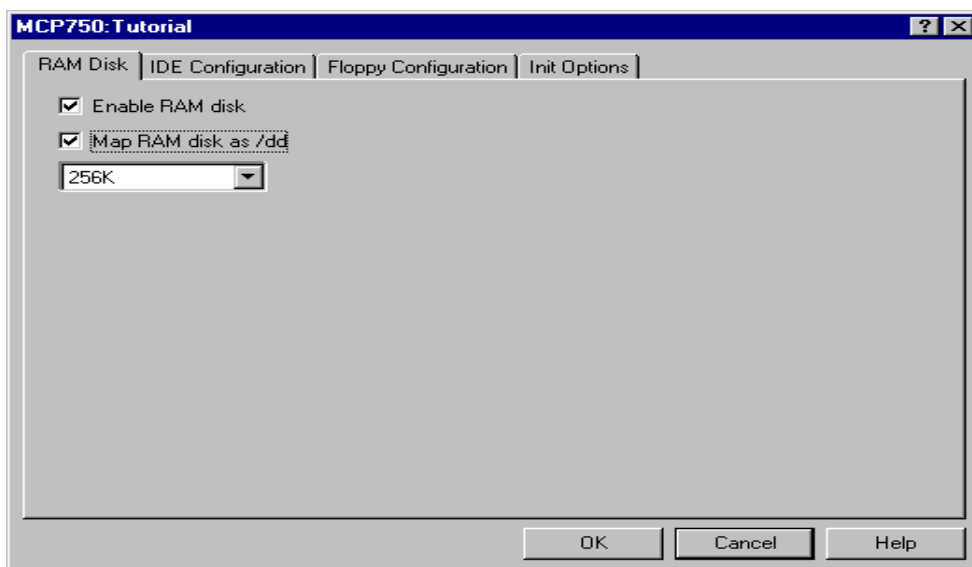 MCP750:Tutorial
RAM Disk IDE Configuration Floppy Configuration Init Options
Enable RAM disk
Map RAM disk as /dd
256K
OK Cancel Help